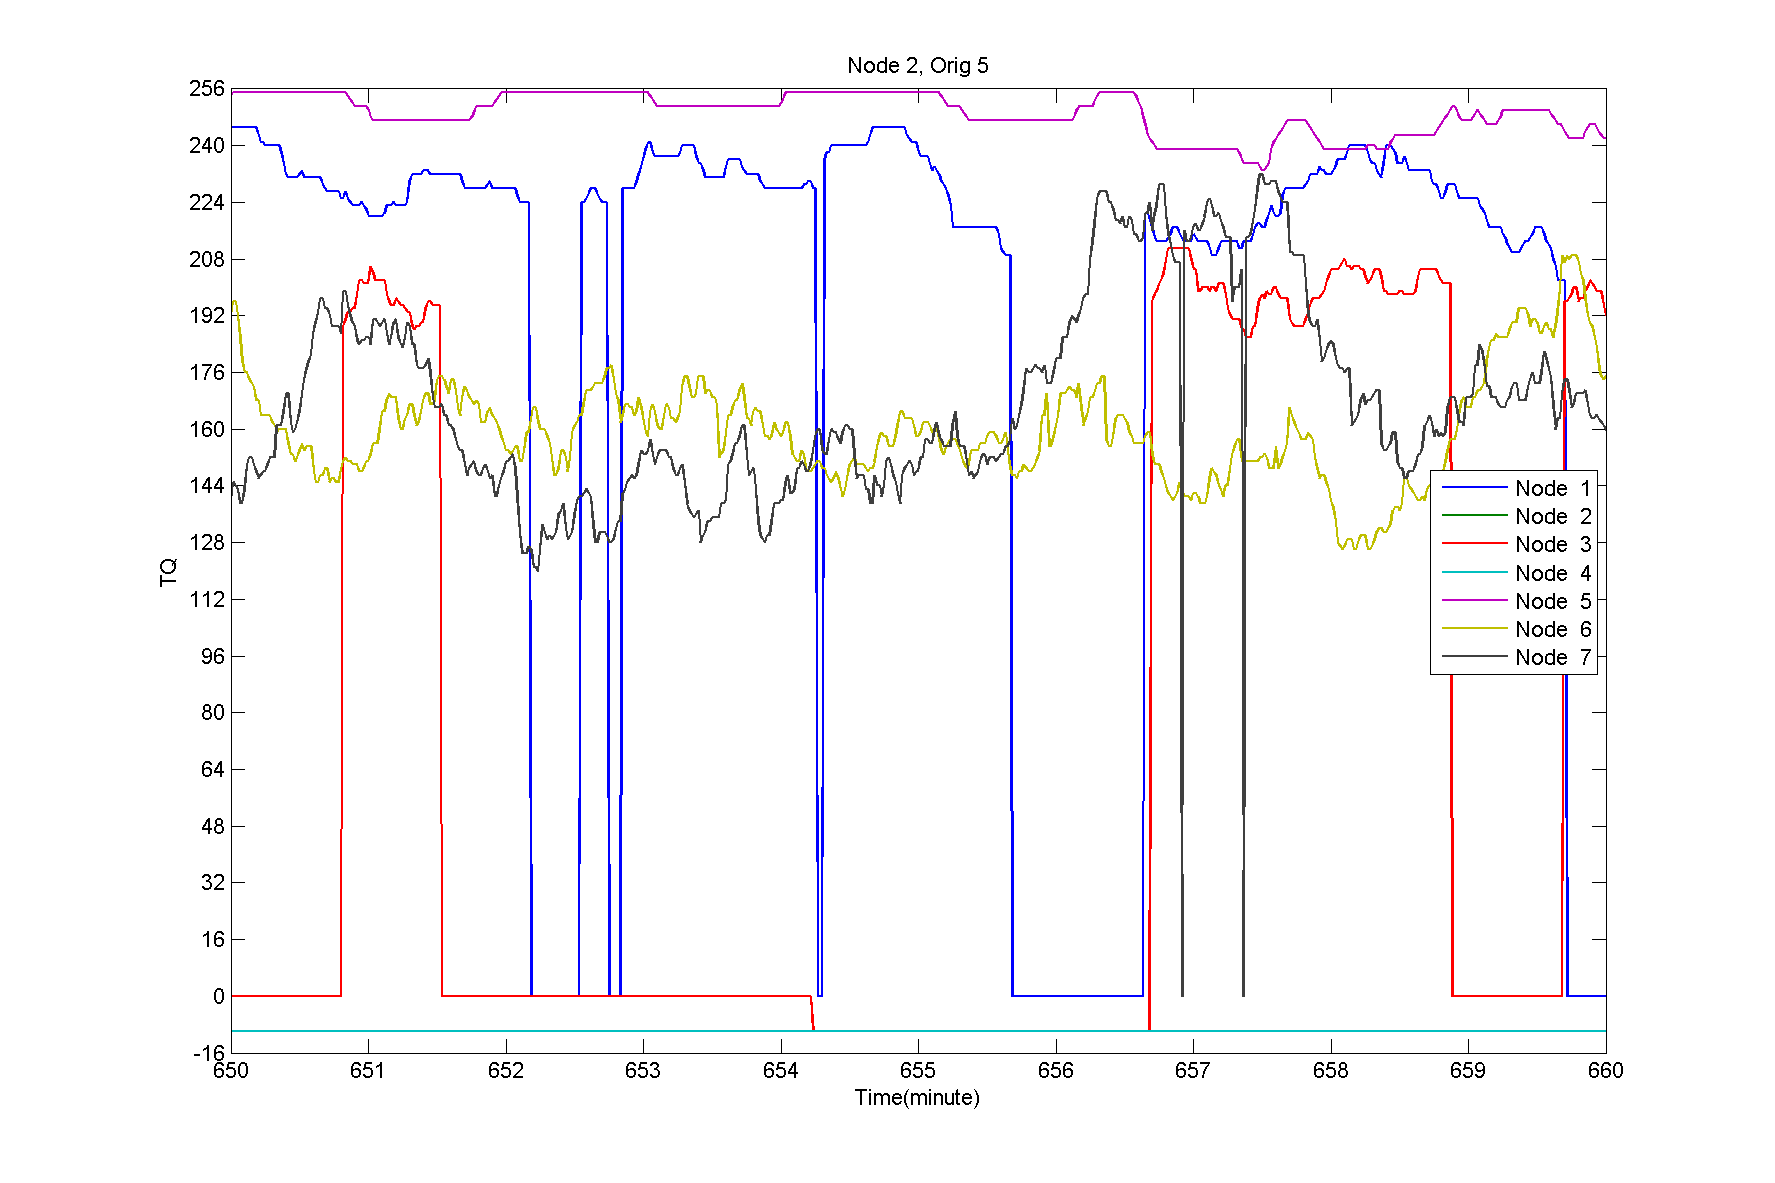 Node 2, Orig 5
256
240
224
208
192
176
160
144
128
112
96
80
64
48
32
16
0
-16
TQ
Node 1
Node 2
Node 3
Node 4
Node 5
Node 6
Node 7
650 651 652 653 654 655 656 657 658 659 660
Time(minute)